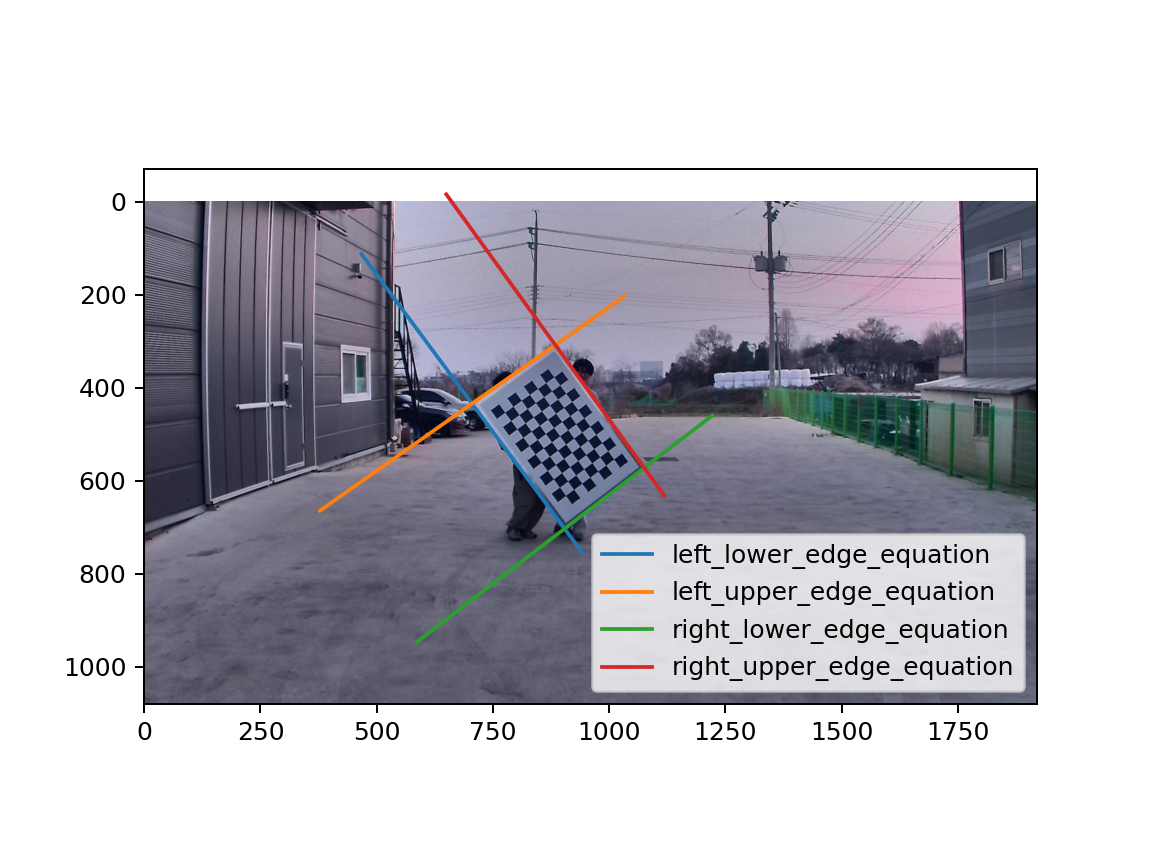 0
200
400
600
800
1000
0 250 500 750 1000 1250 1500 1750
left_lower_edge_equation
left_upper_edge_equation
right_lower_edge_equation
right_upper_edge_equation